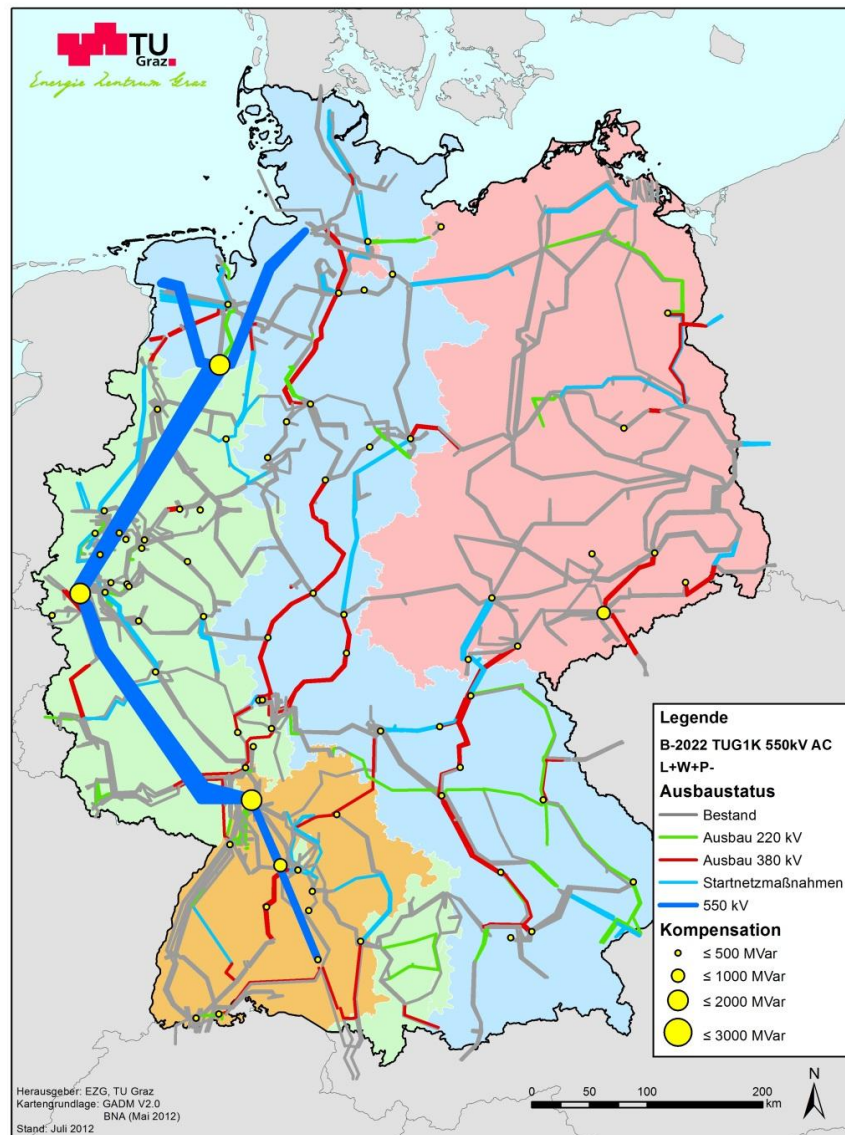 TU
Graz
Energie Zentrum Graz
Legende
B-2022 TUG1K 550kV AC
L+W+P-
Ausbaustatus
Bestand
Ausbau 220 kV
Ausbau 380 kV
Startnetzmaßnahmen
550 kV
Kompensation
≤ 500 MVar
≤ 1000 MVar
≤ 2000 MVar
≤ 3000 MVar
Herausgeber: EZG, TU Graz
Kartengrundlage: GADM V2.0
BNA (Mai 2012)
Stand: Juli 2012
0 50 100 200
km
N